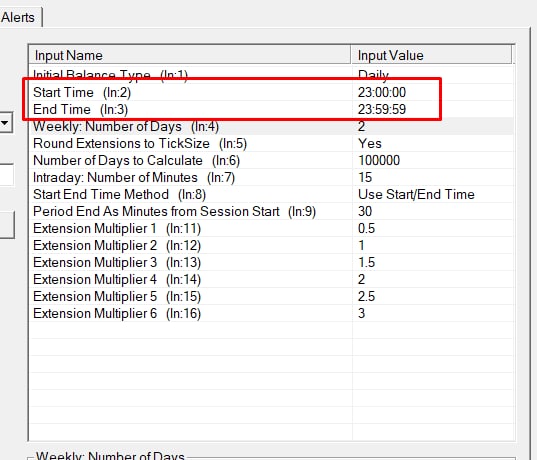 Alerts
Input Name Input Value
Initial Balance Type (In:1) Daily
Start Time (In:2) 23:00:00
End Time (In:3) 23:59:59
Weekly: Number of Days (In:4) 2
Round Extensions to TickSize (In:5) Yes
Number of Days to Calculate (In:6) 100000
Intraday: Number of Minutes (In:7) 15
Start End Time Method (In:8) Use Start/End Time
Period End As Minutes from Session Start (In:9) 30
Extension Multiplier 1 (In:11) 0.5
Extension Multiplier 2 (In:12) 1
Extension Multiplier 3 (In:13) 1.5
Extension Multiplier 4 (In:14) 2
Extension Multiplier 5 (In:15) 2.5
Extension Multiplier 6 (In:16) 3
Weekly: Number of Days